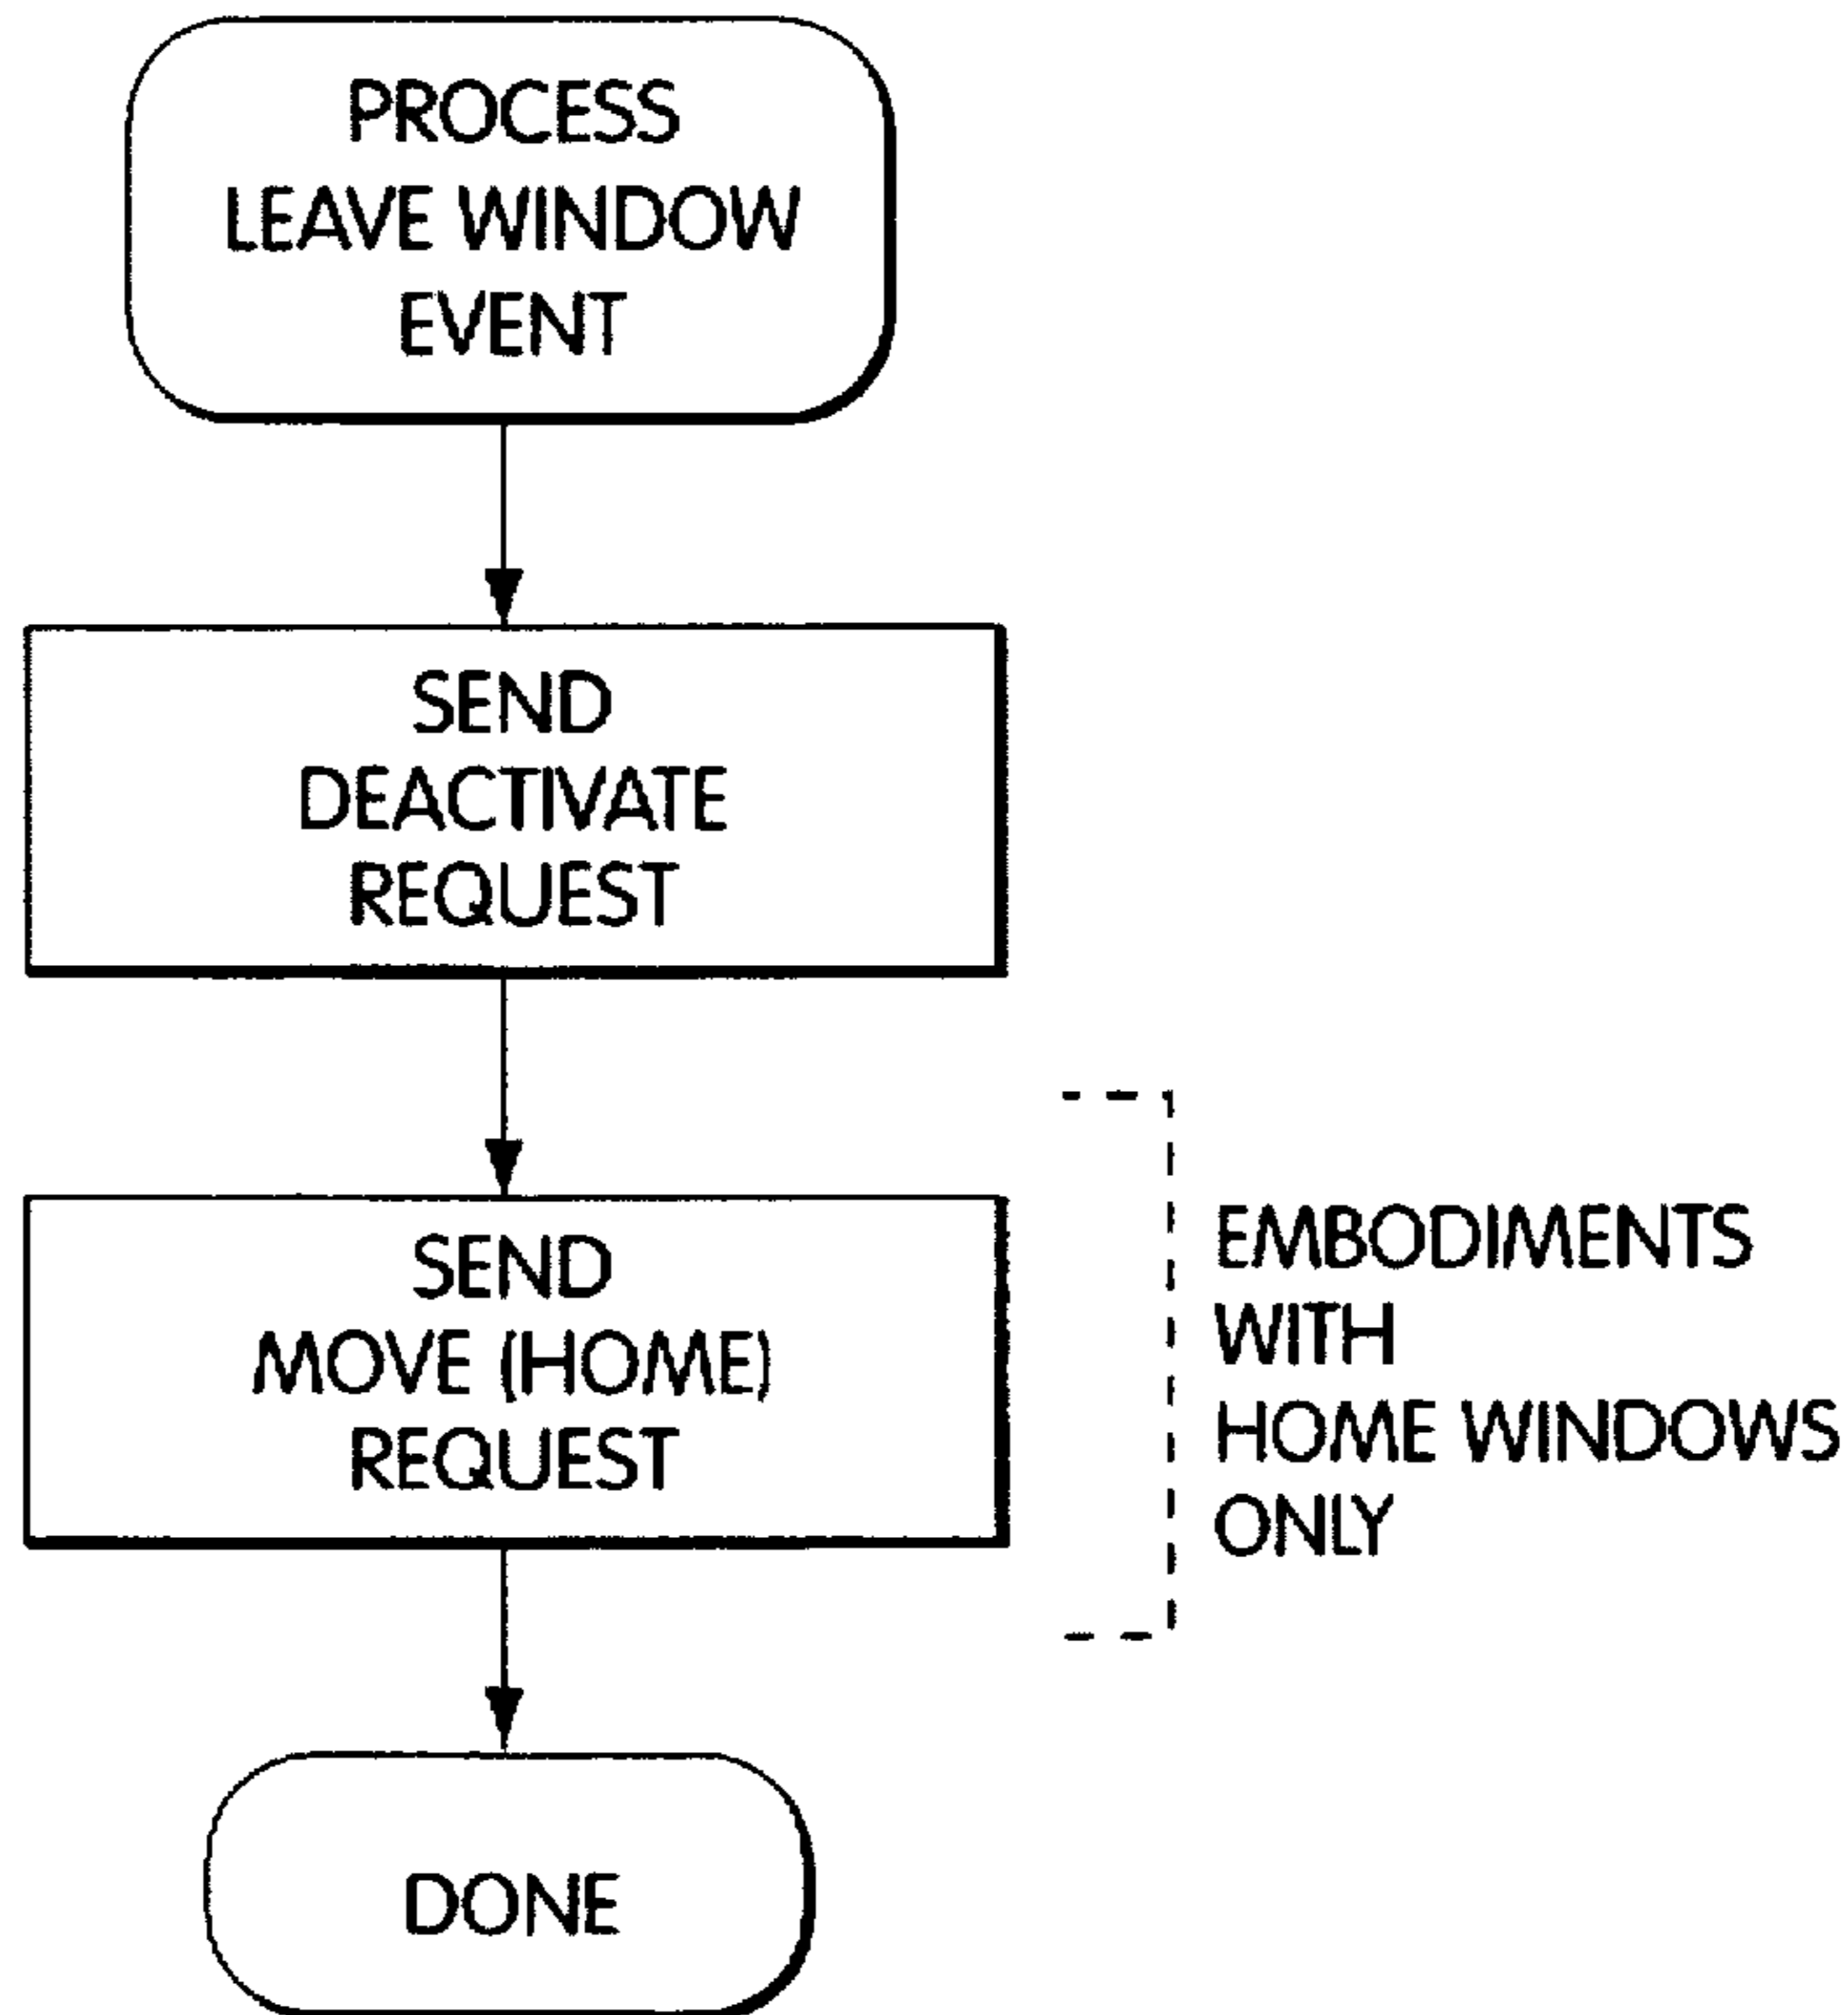 PROCESS
LEAVE WINDOW
EVENT
SEND
DEACTIVATE
REQUEST
SEND
MOVE (HOME)
REQUEST
EMBODIMENTS
WITH
HOME WINDOWS
ONLY
DONE